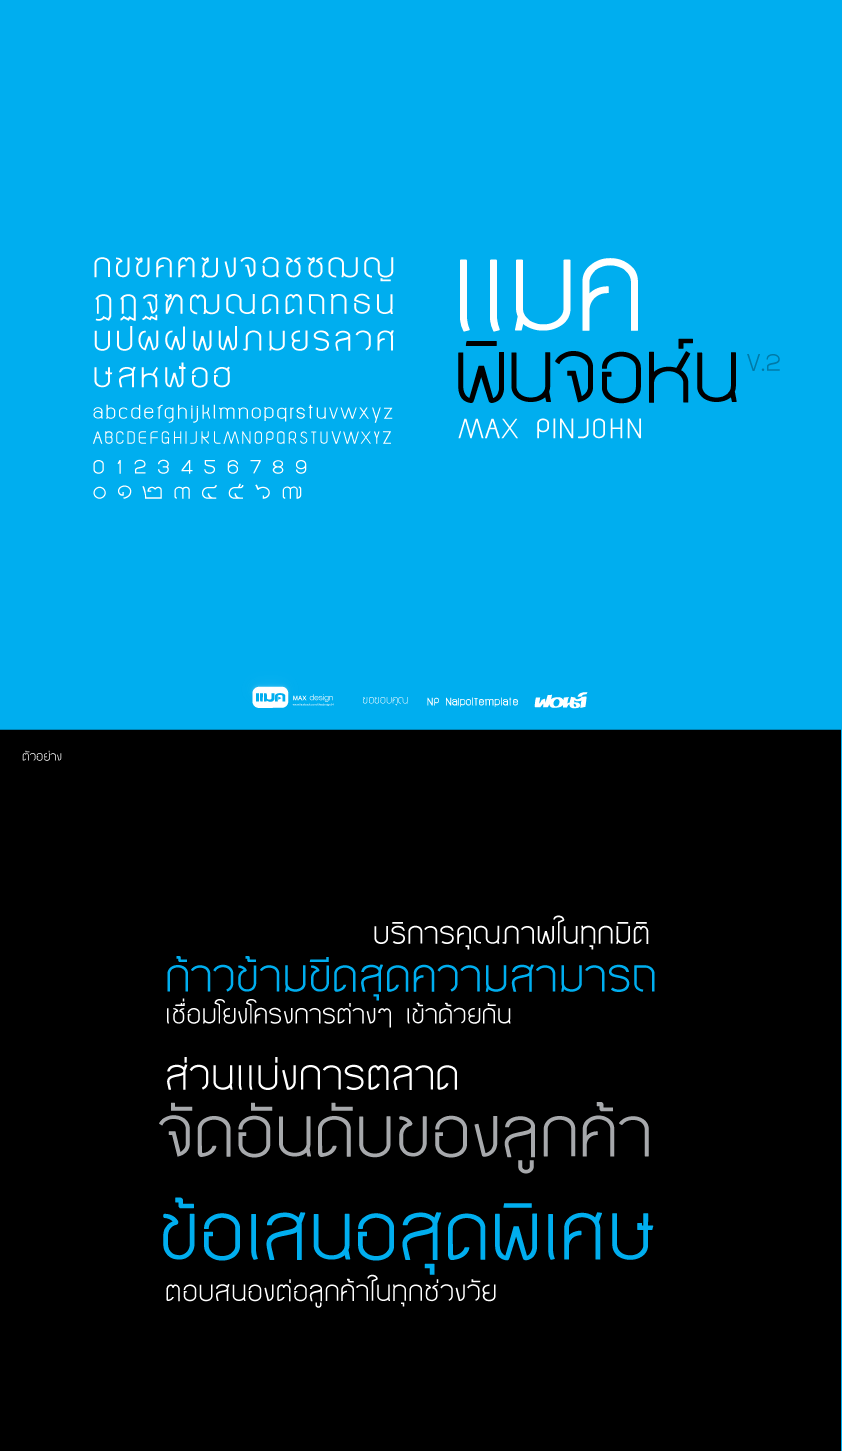 กขฃคฅฆงจฉชซฌญ
ฎฏฐฑฒณดตถทธน
บปผฝพฟภมยรลวศ
ษสหฬอฮ
abcdefghijklmnopqrstuvwxyz
ABCDEFGHIJKLMNOPQRSTUVWXYZ
0 1 2 3 4 5 6 7 8 9
๐ ๑ ๒ ๓ ๔ ๕ ๖ ๗
แมค
พินจอห์น V.2
MAX PINJOHN
แมค MAX design
ขอขอบคุณ NP NaipolTemplate ฟอนต์
ตัวอย่าง
บริการคุณภาพในทุกมิติ
ก้าวข้ามขีดสุดความสามารถ
เชื่อมโยงโครงการต่างๆ เข้าด้วยกัน
ส่วนแบ่งการตลาด
จัดอันดับของลูกค้า
ข้อเสนอสุดพิเศษ
ตอบสนองต่อลูกค้าในทุกช่วงวัย